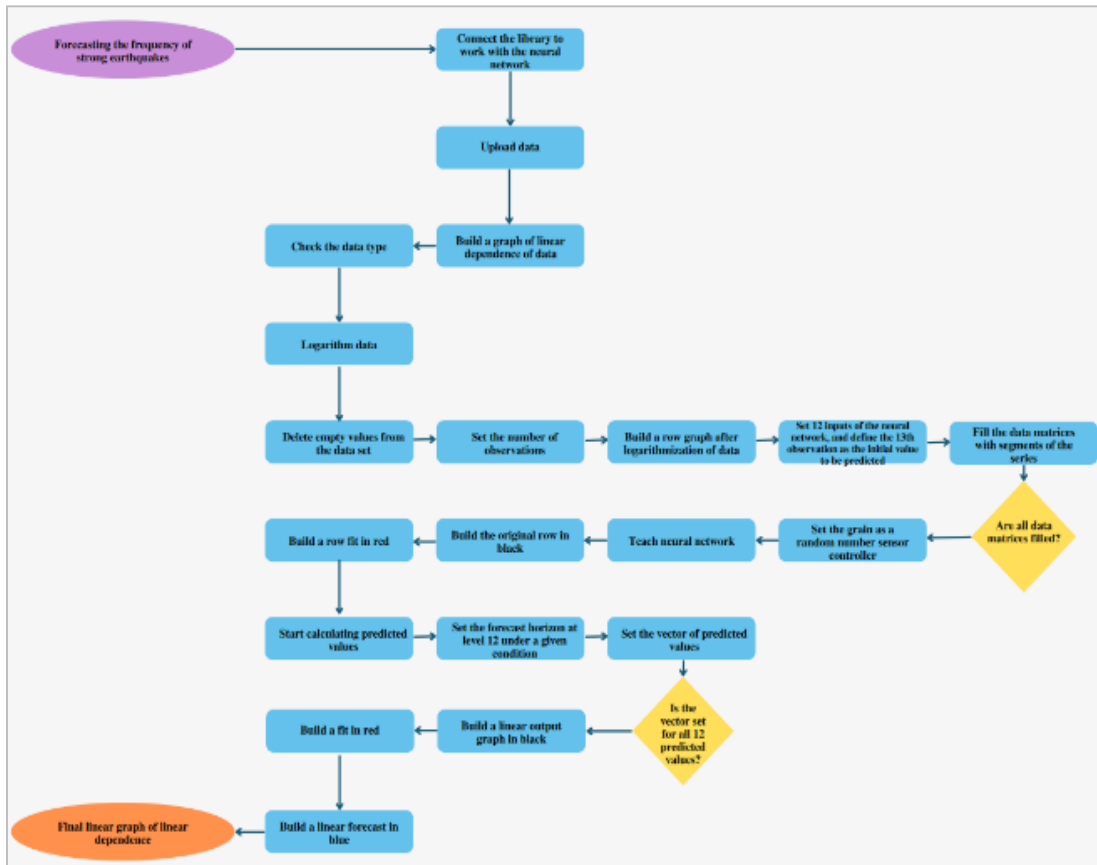 Forecasting the frequency of
strong earthquakes
Connect the library to
work with the neural
network
Upload data
Check the data type
Build a graph of linear
dependence of data
Logarithm data
Delete empty values from
the data set
Set the number of
observations
Build a row graph after
logarithmization of data
Set 12 inputs of the neural
network, and define the 13th
observation as the initial value
to be predicted
Fill the data matrices
with segments of the
series
Build a row fit in red
Build the original row in
black
Teach neural network
Set the grain as a
random number sensor
controller
Are all data
matrices filled?
Start calculating predicted
values
Set the forecast horizon at
level 12 under a given
condition
Set the vector of predicted
values
Is the
vector set
for all 12
predicted
values?
Build a fit in red
Build a linear output
graph in black
Final linear graph of linear
dependence
Build a linear forecast in
blue